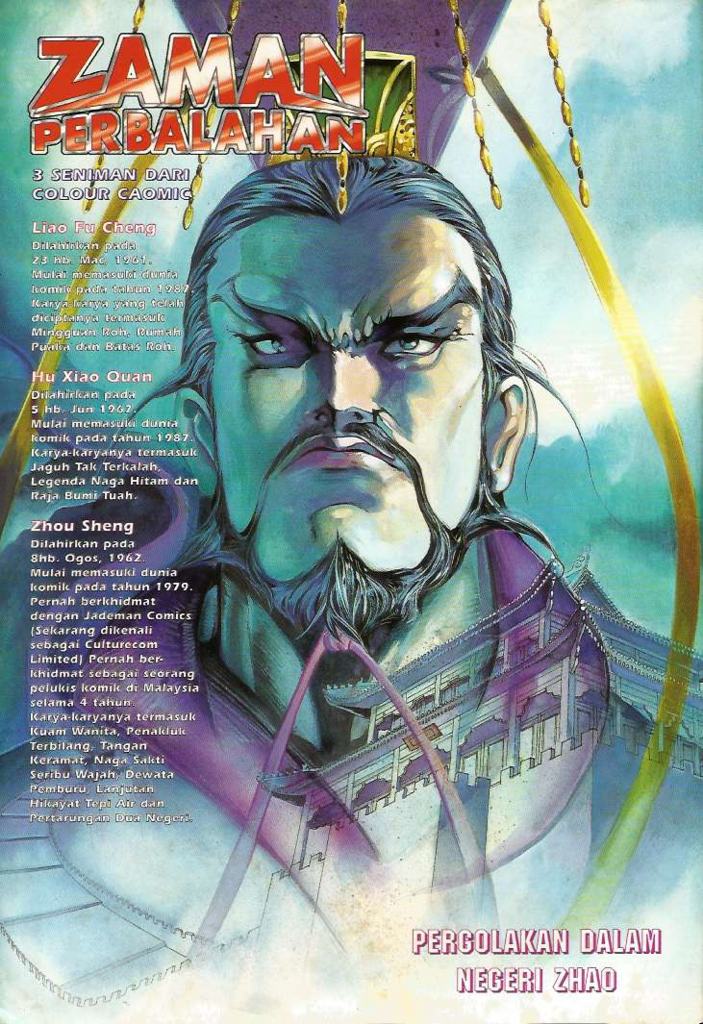 ZAMAN
PERBALAHAN
3 SENIMAN DARI
COLOUR CAOMIC
Liao Fu Cheng
Dilahirkan pada
23 hb. Mac, 1961.
Mulai memasuki dunia
komik pada tahun 1987.
Karya-karya yang telah
diciptanya termasuk
Mingguan Roh, Rumah
Puaka dan Batas Roh.
Hu Xiao Quan
Dilahirkan pada
5 hb. Jun 1962.
Mulai memasuki dunia
komik pada tahun 1987.
Karya-karyanya termasuk
Jaguh Tak Terkalah,
Legenda Naga Hitam dan
Raja Bumi Tuah.
Zhou Sheng
Dilahirkan pada
8hb. Ogos, 1962.
Mulai memasuki dunia
komik pada tahun 1979.
Pernah berkhidmat
dengan Jademan Comics
(Sekarang dikenali
sebagai Culturecom
Limited) Pernah ber-
khidmat sebagai seorang
pelukis komik di Malaysia
selama 4 tahun.
Karya-karyanya termasuk
Kuam Wanita, Penakluk
Terbilang, Tangan
Keramat, Naga Sakti
Seribu Wajah, Dewata
Pemburu, Lanjutan
Hikayat Tepi Air dan
Pertarungan Dua Negeri.
PERGOLAKAN DALAM
NEGERI ZHAO